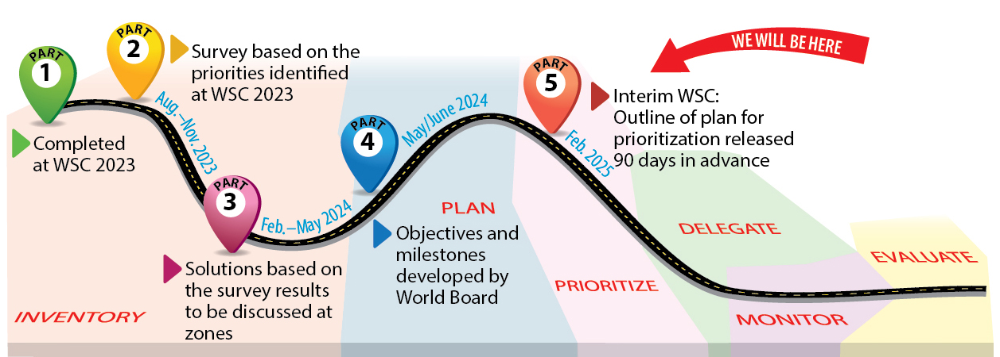 PART
1
Completed
at WSC 2023
PART
2
Survey based on the
priorities identified
at WSC 2023
Aug.–Nov. 2023
PART
3
Solutions based on
the survey results
to be discussed at
zones
INVENTORY
Feb.–May 2024
PART
4
Objectives and
milestones
developed by
World Board
PLAN
May/June 2024
PART
5
WE WILL BE HERE
Interim WSC:
Outline of plan for
prioritization released
90 days in advance
Feb. 2025
PRIORITIZE
DELEGATE
MONITOR
EVALUATE